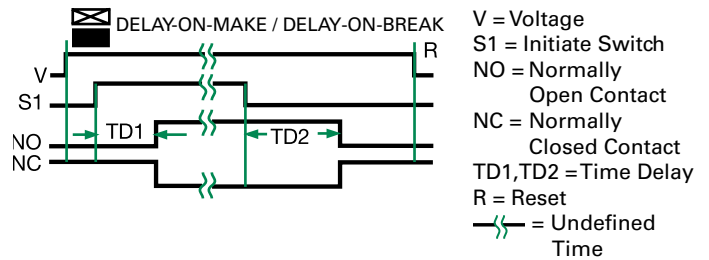 DELAY-ON-MAKE / DELAY-ON-BREAK
R
V
S1
TD1
TD2
NO
NC
V = Voltage
S1 = Initiate Switch
NO = Normally
Open Contact
NC = Normally
Closed Contact
TD1,TD2 = Time Delay
R = Reset
= Undefined
Time